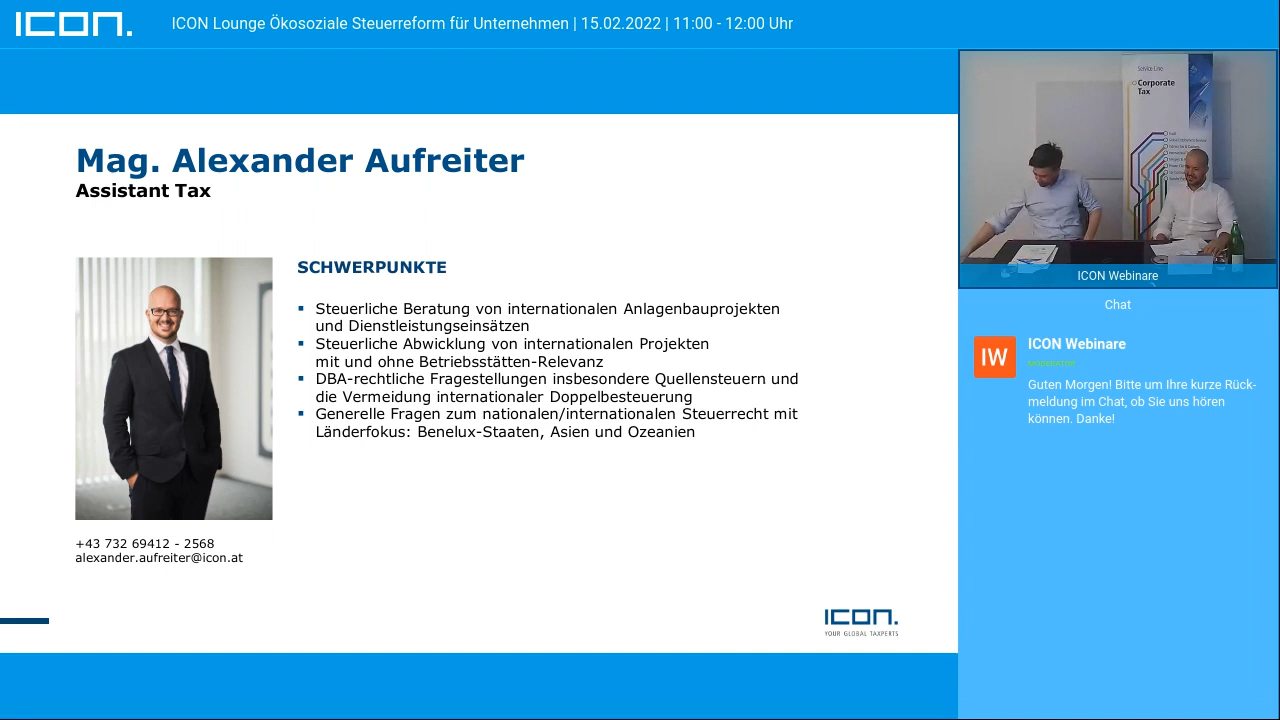 ICON.
ICON Lounge Ökosoziale Steuerreform für Unternehmen | 15.02.2022 | 11:00 - 12:00 Uhr
Mag. Alexander Aufreiter
Assistant Tax
SCHWERPUNKTE
▪ Steuerliche Beratung von internationalen Anlagenbauprojekten
und Dienstleistungseinsätzen
▪ Steuerliche Abwicklung von internationalen Projekten
mit und ohne Betriebsstätten-Relevanz
▪ DBA-rechtliche Fragestellungen insbesondere Quellensteuern und
die Vermeidung internationaler Doppelbesteuerung
▪ Generelle Fragen zum nationalen/internationalen Steuerrecht mit
Länderfokus: Benelux-Staaten, Asien und Ozeanien
+43 732 69412 - 2568
alexander.aufreiter@icon.at
ICON.
YOUR GLOBAL TAXPERTS
Service Line
Corporate
Tax
ICON Webinare
Chat
IW
ICON Webinare
MODERATOR
Guten Morgen! Bitte um Ihre kurze Rück-
meldung im Chat, ob Sie uns hören
können. Danke!